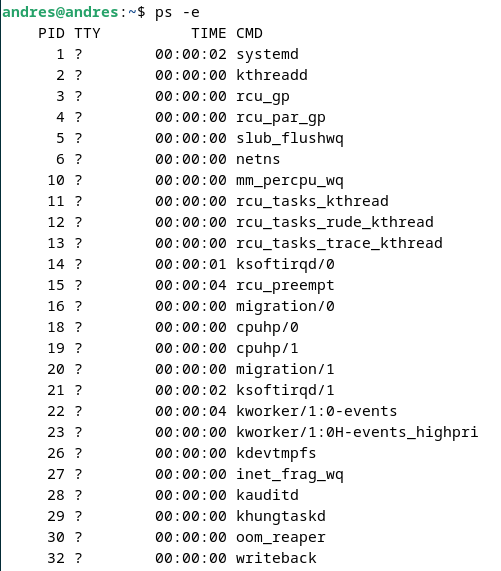 andres@andres:~$ ps -e
    PID TTY          TIME CMD
      1 ?        00:00:02 systemd
      2 ?        00:00:00 kthreadd
      3 ?        00:00:00 rcu_gp
      4 ?        00:00:00 rcu_par_gp
      5 ?        00:00:00 slub_flushwq
      6 ?        00:00:00 netns
     10 ?        00:00:00 mm_percpu_wq
     11 ?        00:00:00 rcu_tasks_kthread
     12 ?        00:00:00 rcu_tasks_rude_kthread
     13 ?        00:00:00 rcu_tasks_trace_kthread
     14 ?        00:00:01 ksoftirqd/0
     15 ?        00:00:04 rcu_preempt
     16 ?        00:00:00 migration/0
     18 ?        00:00:00 cpuhp/0
     19 ?        00:00:00 cpuhp/1
     20 ?        00:00:00 migration/1
     21 ?        00:00:02 ksoftirqd/1
     22 ?        00:00:04 kworker/1:0-events
     23 ?        00:00:00 kworker/1:0H-events_highpri
     26 ?        00:00:00 kdevtmpfs
     27 ?        00:00:00 inet_frag_wq
     28 ?        00:00:00 kauditd
     29 ?        00:00:00 khungtaskd
     30 ?        00:00:00 oom_reaper
     32 ?        00:00:00 writeback